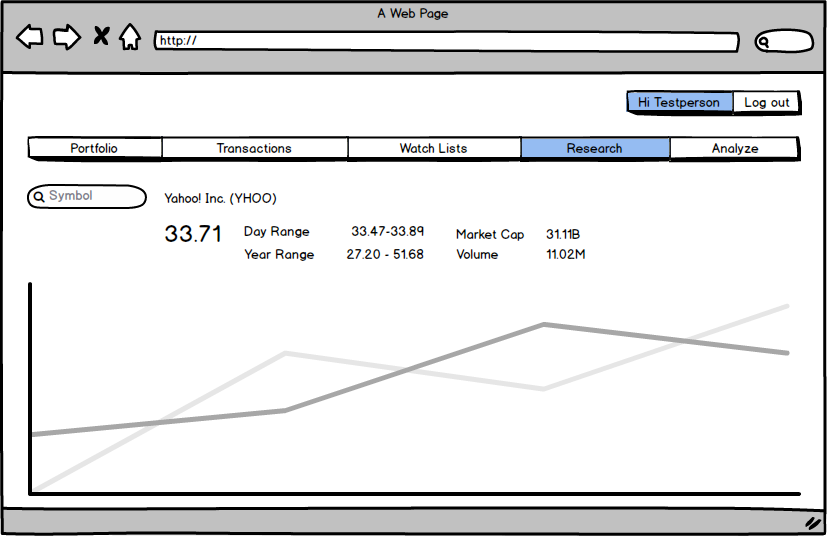 A Web Page
http://
Hi Testperson Log out
Portfolio Transactions Watch Lists Research Analyze
Symbol Yahoo! Inc. (YHOO)
33.71 Day Range 33.47-33.89 Market Cap 31.11B
Year Range 27.20 - 51.68 Volume 11.02M